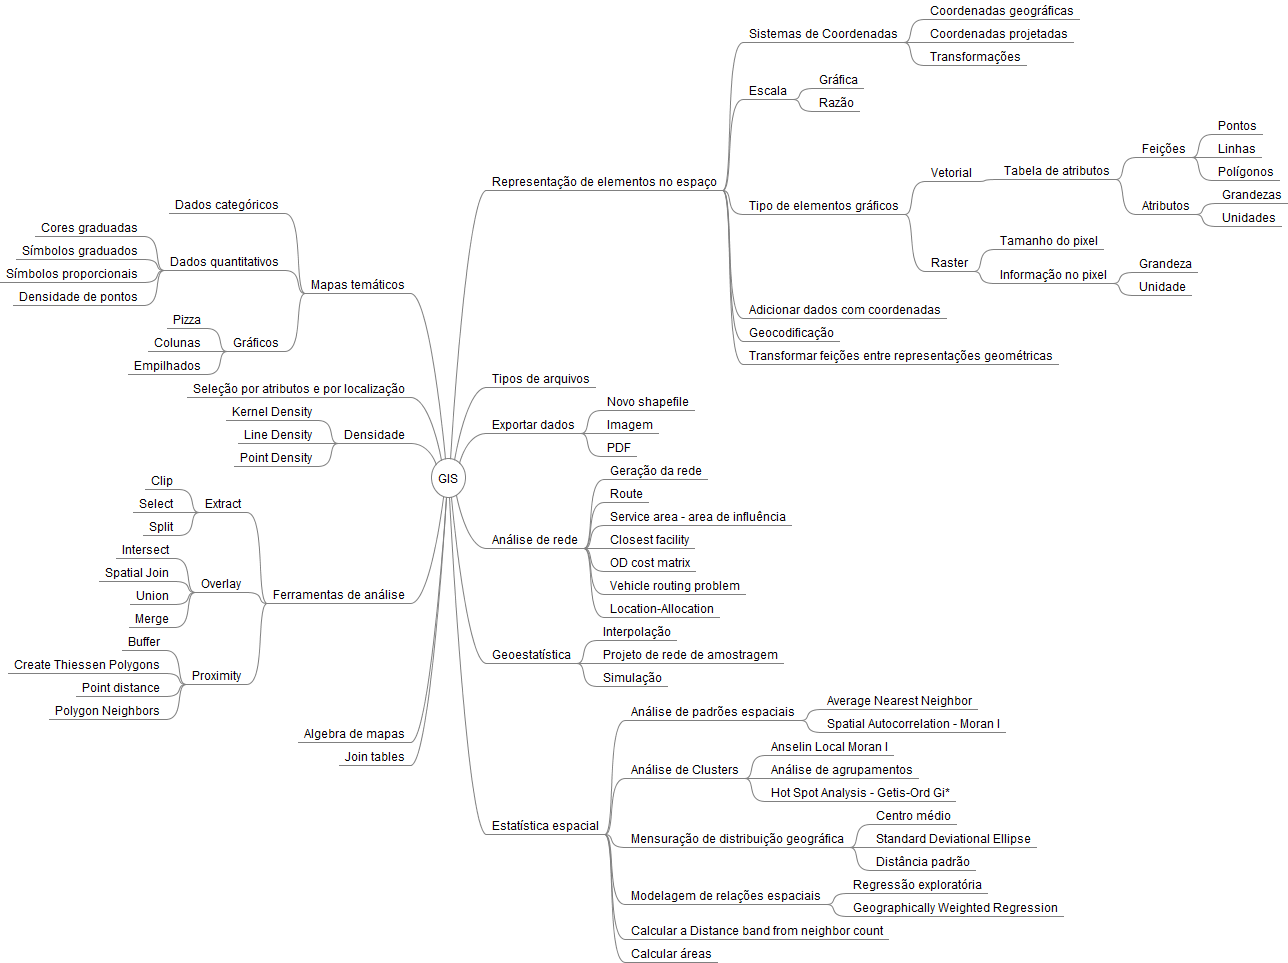 GIS
Representação de elementos no espaço
Sistemas de Coordenadas
Coordenadas geográficas
Coordenadas projetadas
Transformações
Escala
Gráfica
Razão
Tipo de elementos gráficos
Vetorial
Tabela de atributos
Feições
Pontos
Linhas
Polígonos
Atributos
Grandezas
Unidades
Raster
Tamanho do pixel
Informação no pixel
Grandeza
Unidade
Adicionar dados com coordenadas
Geocodificação
Transformar feições entre representações geométricas
Tipos de arquivos
Exportar dados
Novo shapefile
Imagem
PDF
Análise de rede
Geração da rede
Route
Service area - area de influência
Closest facility
OD cost matrix
Vehicle routing problem
Location-Allocation
Geoestatística
Interpolação
Projeto de rede de amostragem
Simulação
Estatística espacial
Análise de padrões espaciais
Average Nearest Neighbor
Spatial Autocorrelation - Moran I
Análise de Clusters
Anselin Local Moran I
Análise de agrupamentos
Hot Spot Analysis - Getis-Ord Gi*
Mensuração de distribuição geográfica
Centro médio
Standard Deviational Ellipse
Distância padrão
Modelagem de relações espaciais
Regressão exploratória
Geographically Weighted Regression
Calcular a Distance band from neighbor count
Calcular áreas
Mapas temáticos
Dados categóricos
Dados quantitativos
Cores graduadas
Símbolos graduados
Símbolos proporcionais
Densidade de pontos
Gráficos
Pizza
Colunas
Empilhados
Seleção por atributos e por localização
Densidade
Kernel Density
Line Density
Point Density
Ferramentas de análise
Extract
Clip
Select
Split
Overlay
Intersect
Spatial Join
Union
Merge
Proximity
Buffer
Create Thiessen Polygons
Point distance
Polygon Neighbors
Algebra de mapas
Join tables